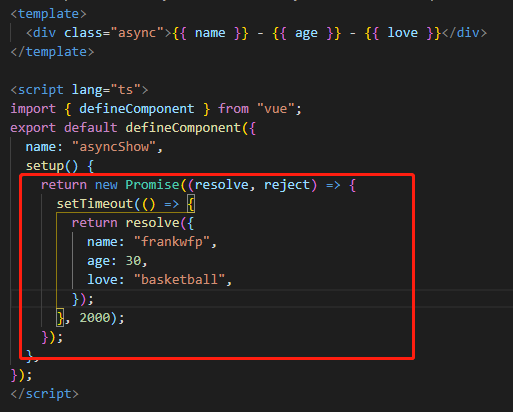 <template>
  <div class="async">{{ name }} - {{ age }} - {{ love }}</div>
</template>

<script lang="ts">
import { defineComponent } from "vue";
export default defineComponent({
  name: "asyncShow",
  setup() {
    return new Promise((resolve, reject) => {
      setTimeout(() => {
        return resolve({
          name: "frankwfp",
          age: 30,
          love: "basketball",
        });
      }, 2000);
    });
  },
});
</script>